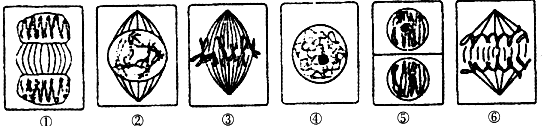 ① ② ③ ④ ⑤ ⑥